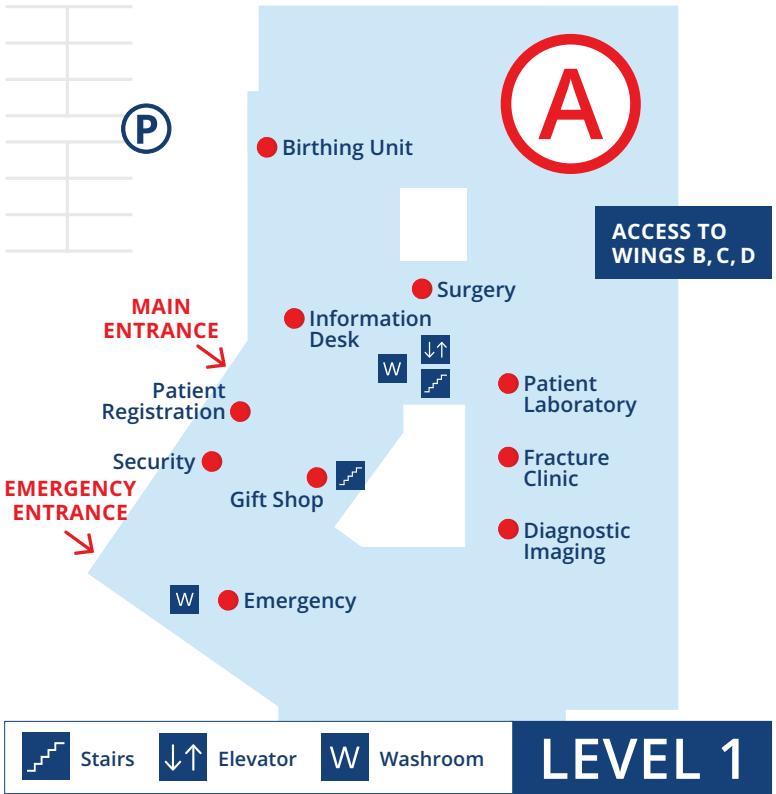 A
P
Birthing Unit
ACCESS TO
WINGS B, C, D
Surgery
MAIN
ENTRANCE
Information
Desk
W
Patient
Registration
Patient
Laboratory
Security
Fracture
Clinic
EMERGENCY
ENTRANCE
Gift Shop
Diagnostic
Imaging
W
Emergency
Stairs
Elevator
W
Washroom
LEVEL 1